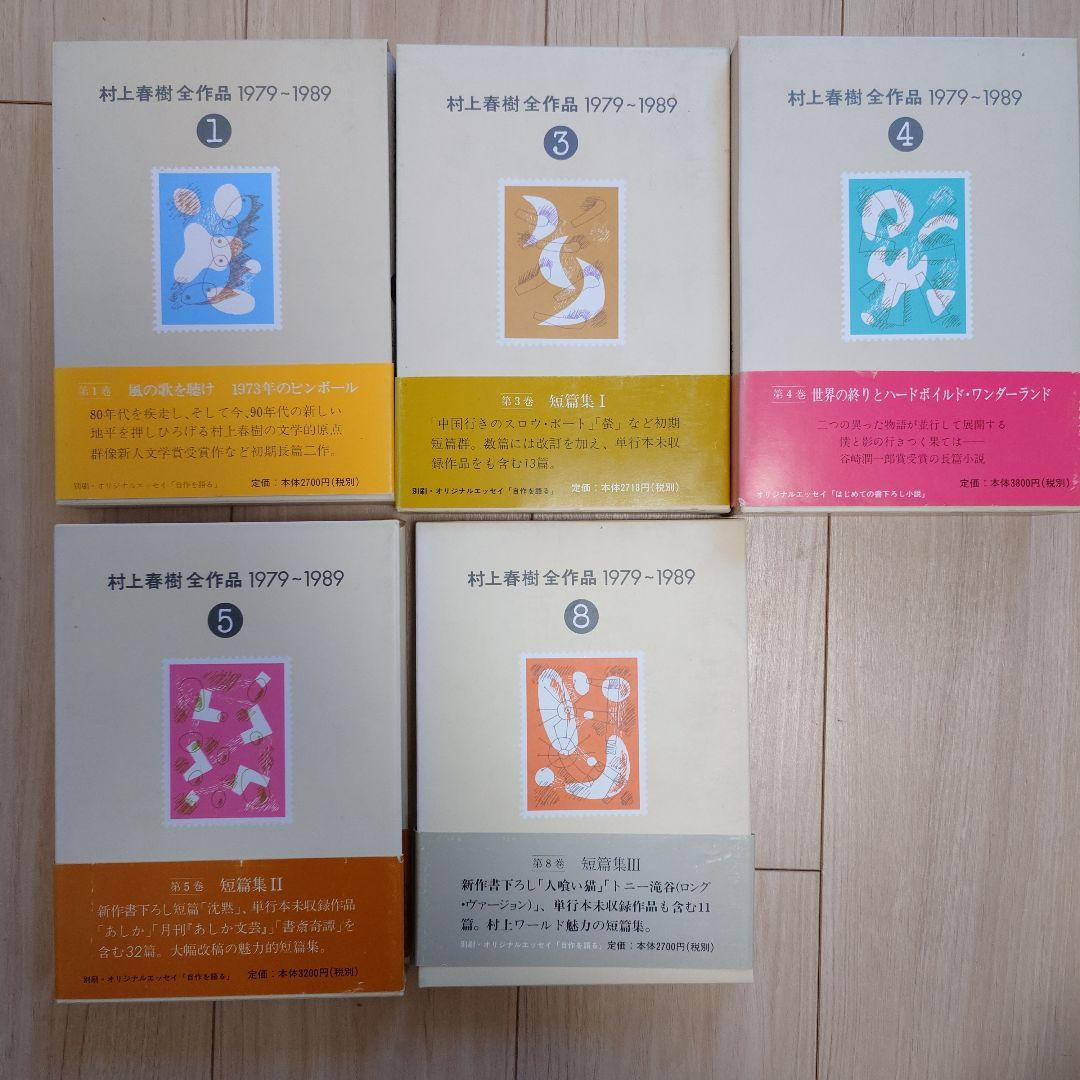 村上春樹 全作品 1979~1989
1
第1巻 風の歌を聴け 1973年のピンボール
80年代を疾走し、そして今、90年代の新しい
地平を押しひろげる村上春樹の文学的原点
群像新人文学賞受賞作など初期長篇二作。
別刷・オリジナルエッセイ「自作を語る」 定価:本体2700円(税別)
村上春樹 全作品 1979~1989
3
第3巻 短篇集I
「中国行きのスロウ・ボート」「螢」など初期
短篇群。数篇には改訂を加え、単行本未収
録作品をも含む13篇。
別刷・オリジナルエッセイ「自作を語る」 定価:本体2718円(税別)
村上春樹 全作品 1979~1989
4
第4巻 世界の終りとハードボイルド・ワンダーランド
二つの異った物語が並行して展開する
僕と影の行きつく果ては——
谷崎潤一郎賞受賞の長篇小説
オリジナルエッセイ「はじめての書下ろし小説」 定価:本体3800円(税別)
村上春樹 全作品 1979~1989
5
第5巻 短篇集II
新作書下ろし短篇「沈黙」、単行本未収録作品
「あしか」「月刊『あしか文芸』」「書斎奇譚」を
含む32篇。大幅改稿の魅力的短篇集。
別刷・オリジナルエッセイ「自作を語る」 定価:本体3200円(税別)
村上春樹 全作品 1979~1989
8
第8巻 短篇集III
新作書下ろし「人喰い猫」「トニー滝谷(ロング
・ヴァージョン)」、単行本未収録作品も含む11
篇。村上ワールド魅力の短篇集。
別刷・オリジナルエッセイ「自作を語る」 定価:本体2700円(税別)